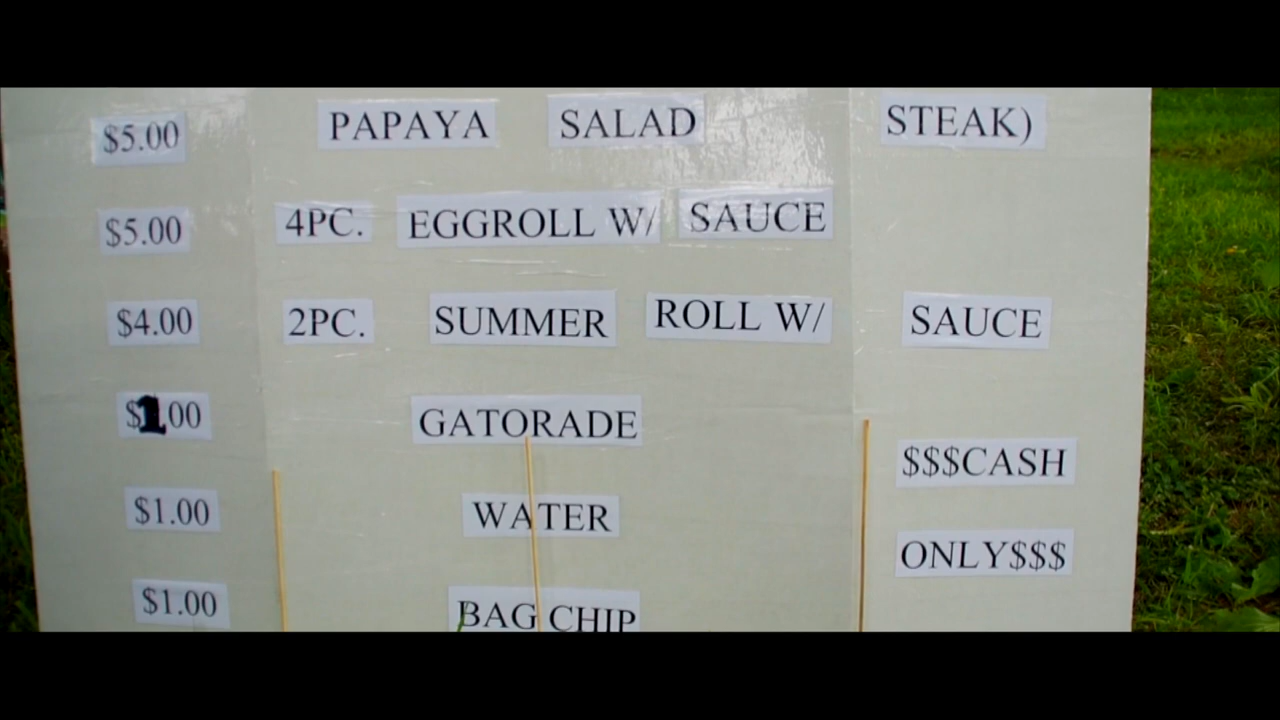 $5.00 PAPAYA SALAD STEAK)
$5.00 4PC. EGGROLL W/ SAUCE
$4.00 2PC. SUMMER ROLL W/ SAUCE
$1.00 GATORADE
$$$CASH
$1.00 WATER
ONLY$$$
$1.00 BAG CHIP